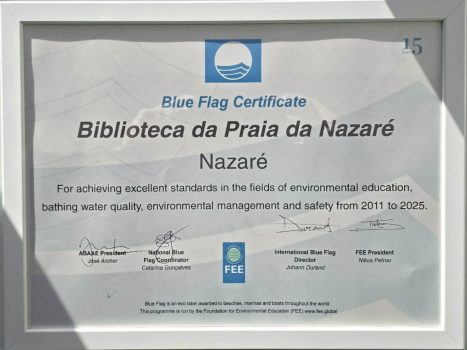 15
Blue Flag Certificate
Biblioteca da Praia da Nazaré
Nazaré
For achieving excellent standards in the fields of environmental education,
bathing water quality, environmental management and safety from 2011 to 2025.
ABAAE President
José Archer
National Blue
Flag Coordinator
Catarina Gonçalves
FEE
International Blue Flag
Director
Johann Durand
FEE President
Nikos Petrou
Blue Flag is an eco label awarded to beaches, marinas and boats throughout the world.
This programme is run by the Foundation for Environmental Education (FEE) www.fee.global